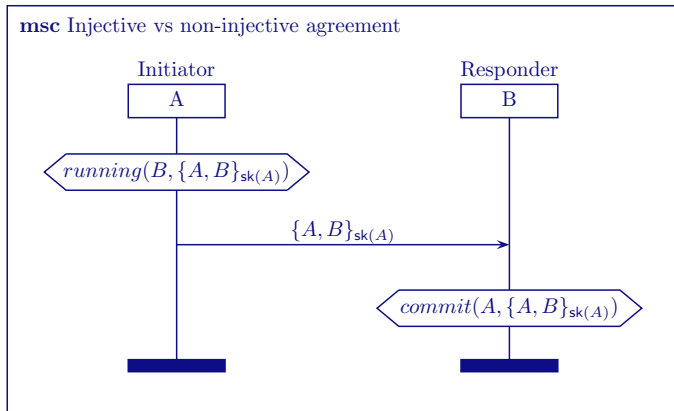 msc Injective vs non-injective agreement
Initiator
Responder
A
B
running(B, {A, B}sk(A))
{A, B}sk(A)
commit(A, {A, B}sk(A))